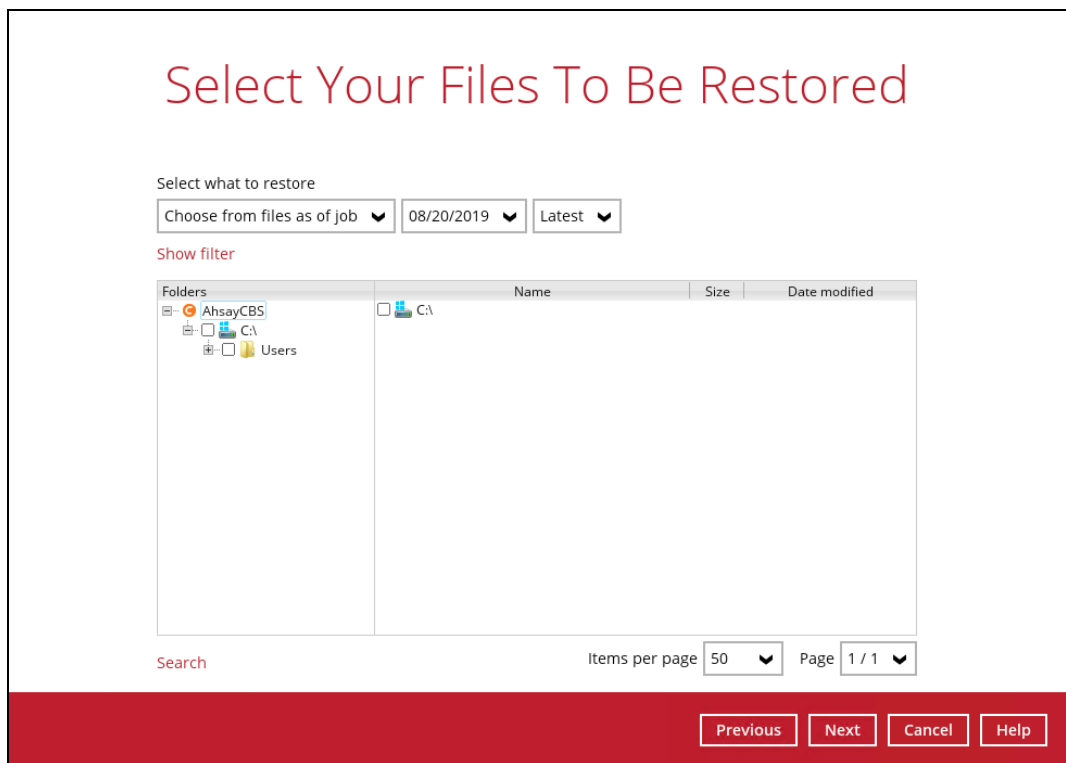 Select Your Files To Be Restored
Select what to restore
Choose from files as of job 08/20/2019 Latest
Show filter
Folders Name Size Date modified
AhsayCBS C:\
C:\
Users
Search Items per page 50 Page 1 / 1
Previous Next Cancel Help